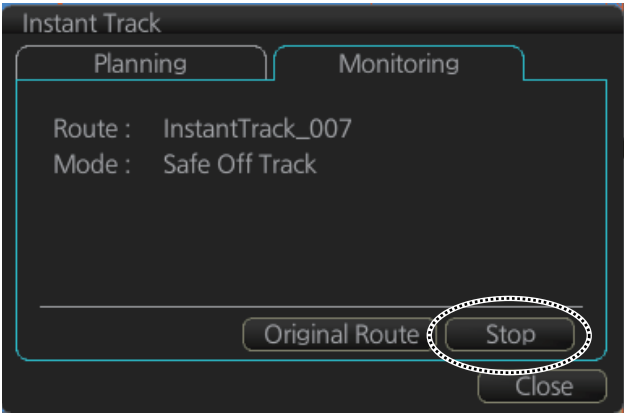 Instant Track
Planning Monitoring
Route : InstantTrack_007
Mode : Safe Off Track
Original Route Stop
Close